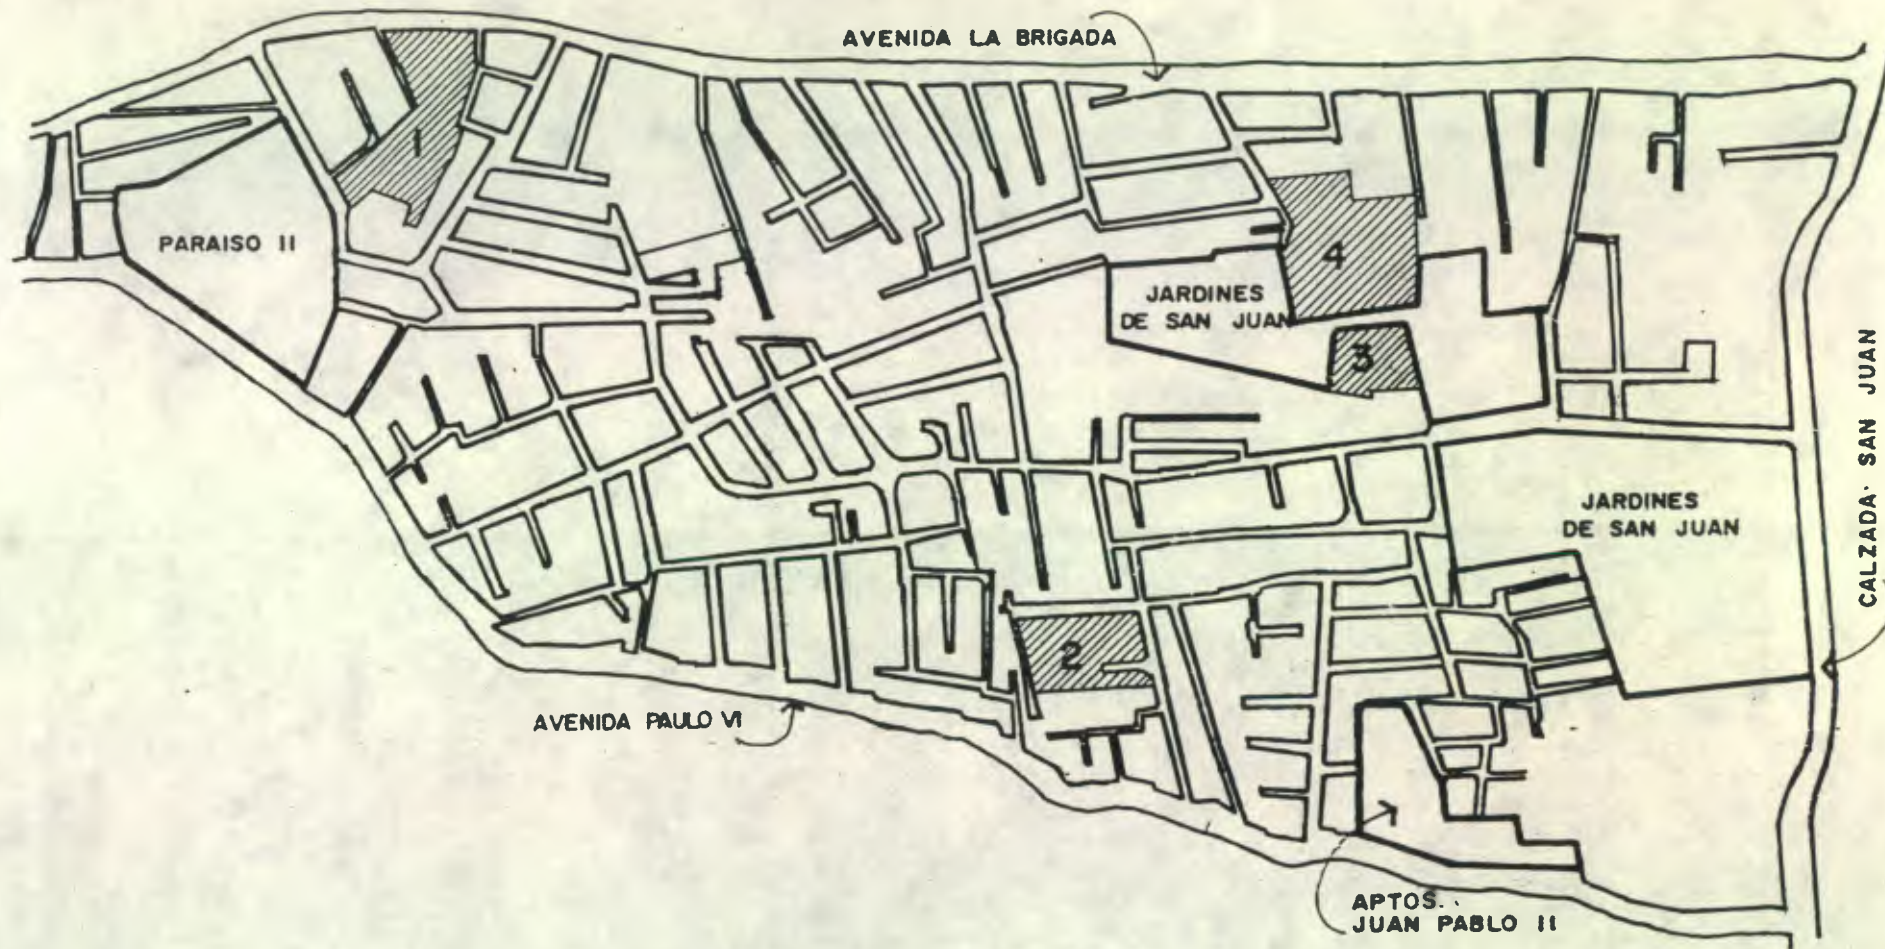 AVENIDA LA BRIGADA
1
PARAISO II
4
JARDINES
DE SAN JUAN
3
CALZADA SAN JUAN
JARDINES
DE SAN JUAN
2
AVENIDA PAULO VI
APTOS.
JUAN PABLO II